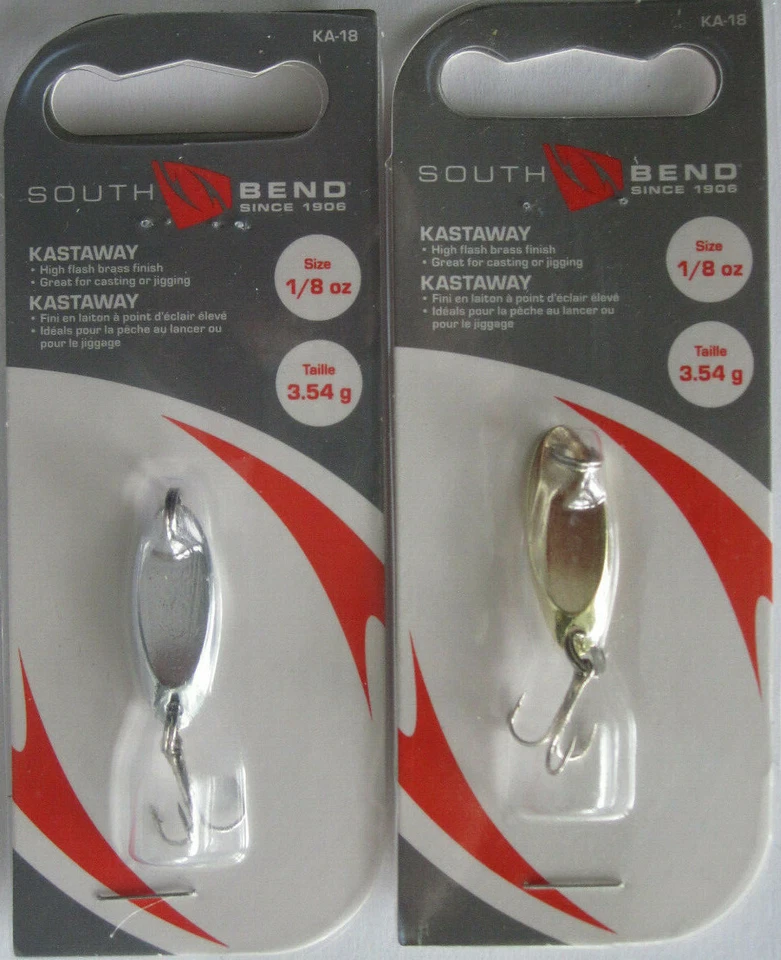 KA-18
SOUTH BEND
SINCE 1906
KASTAWAY
• High flash brass finish
• Great for casting or jigging
KASTAWAY
• Fini en laiton à point d'éclair élevé
• Idéals pour la pêche au lancer ou
pour le jiggage
Size
1/8 oz
Taille
3.54 g
KA-18
SOUTH BEND
SINCE 1906
KASTAWAY
• High flash brass finish
• Great for casting or jigging
KASTAWAY
• Fini en laiton à point d'éclair élevé
• Idéals pour la pêche au lancer ou
pour le jiggage
Size
1/8 oz
Taille
3.54 g